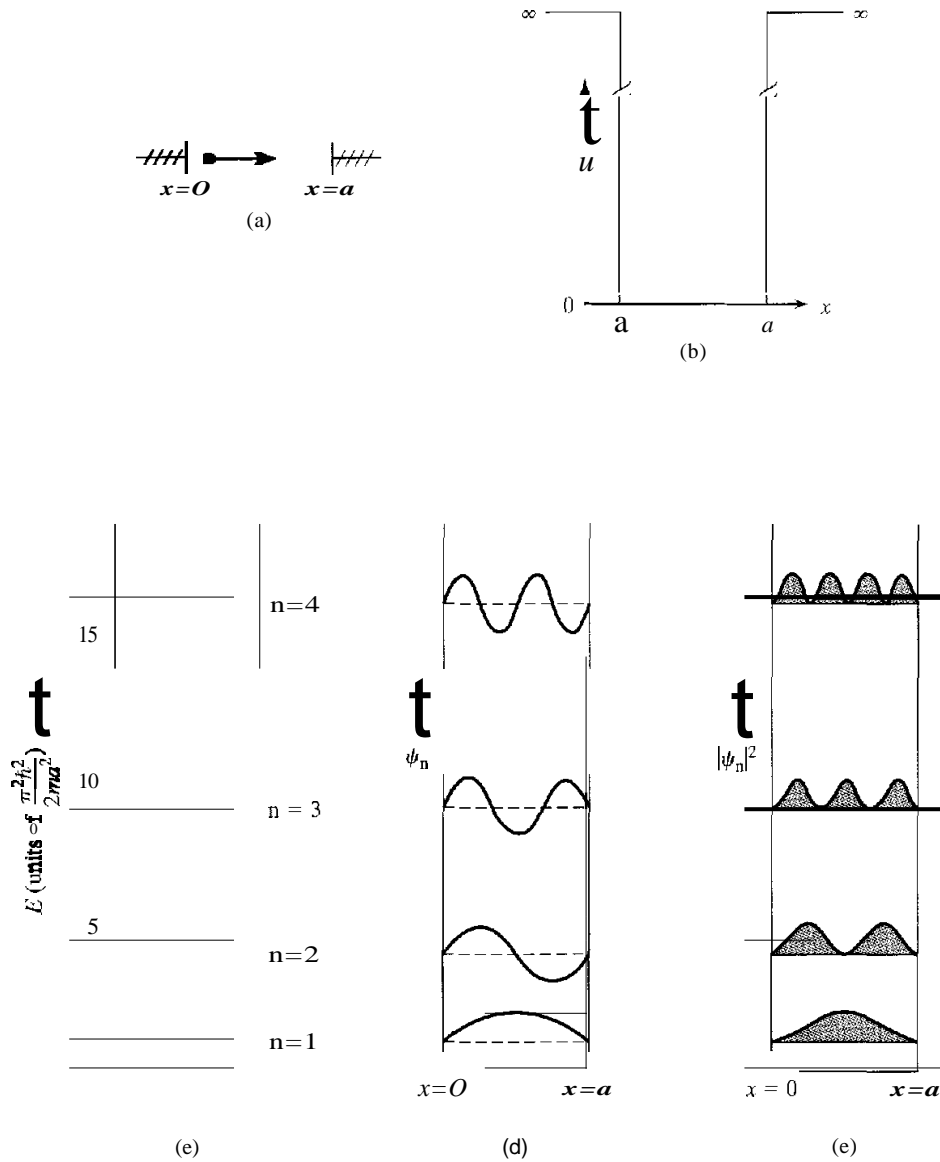 ∞ ∞
t
u
x=O x=a
(a)
0 x
a a
(b)
n=4
15
t t t
ψn |ψn|²
10
E (units of π²ħ²/2ma²)
n = 3
5
n=2
n=1
x=O x=a x = 0 x=a
(e) (d) (e)